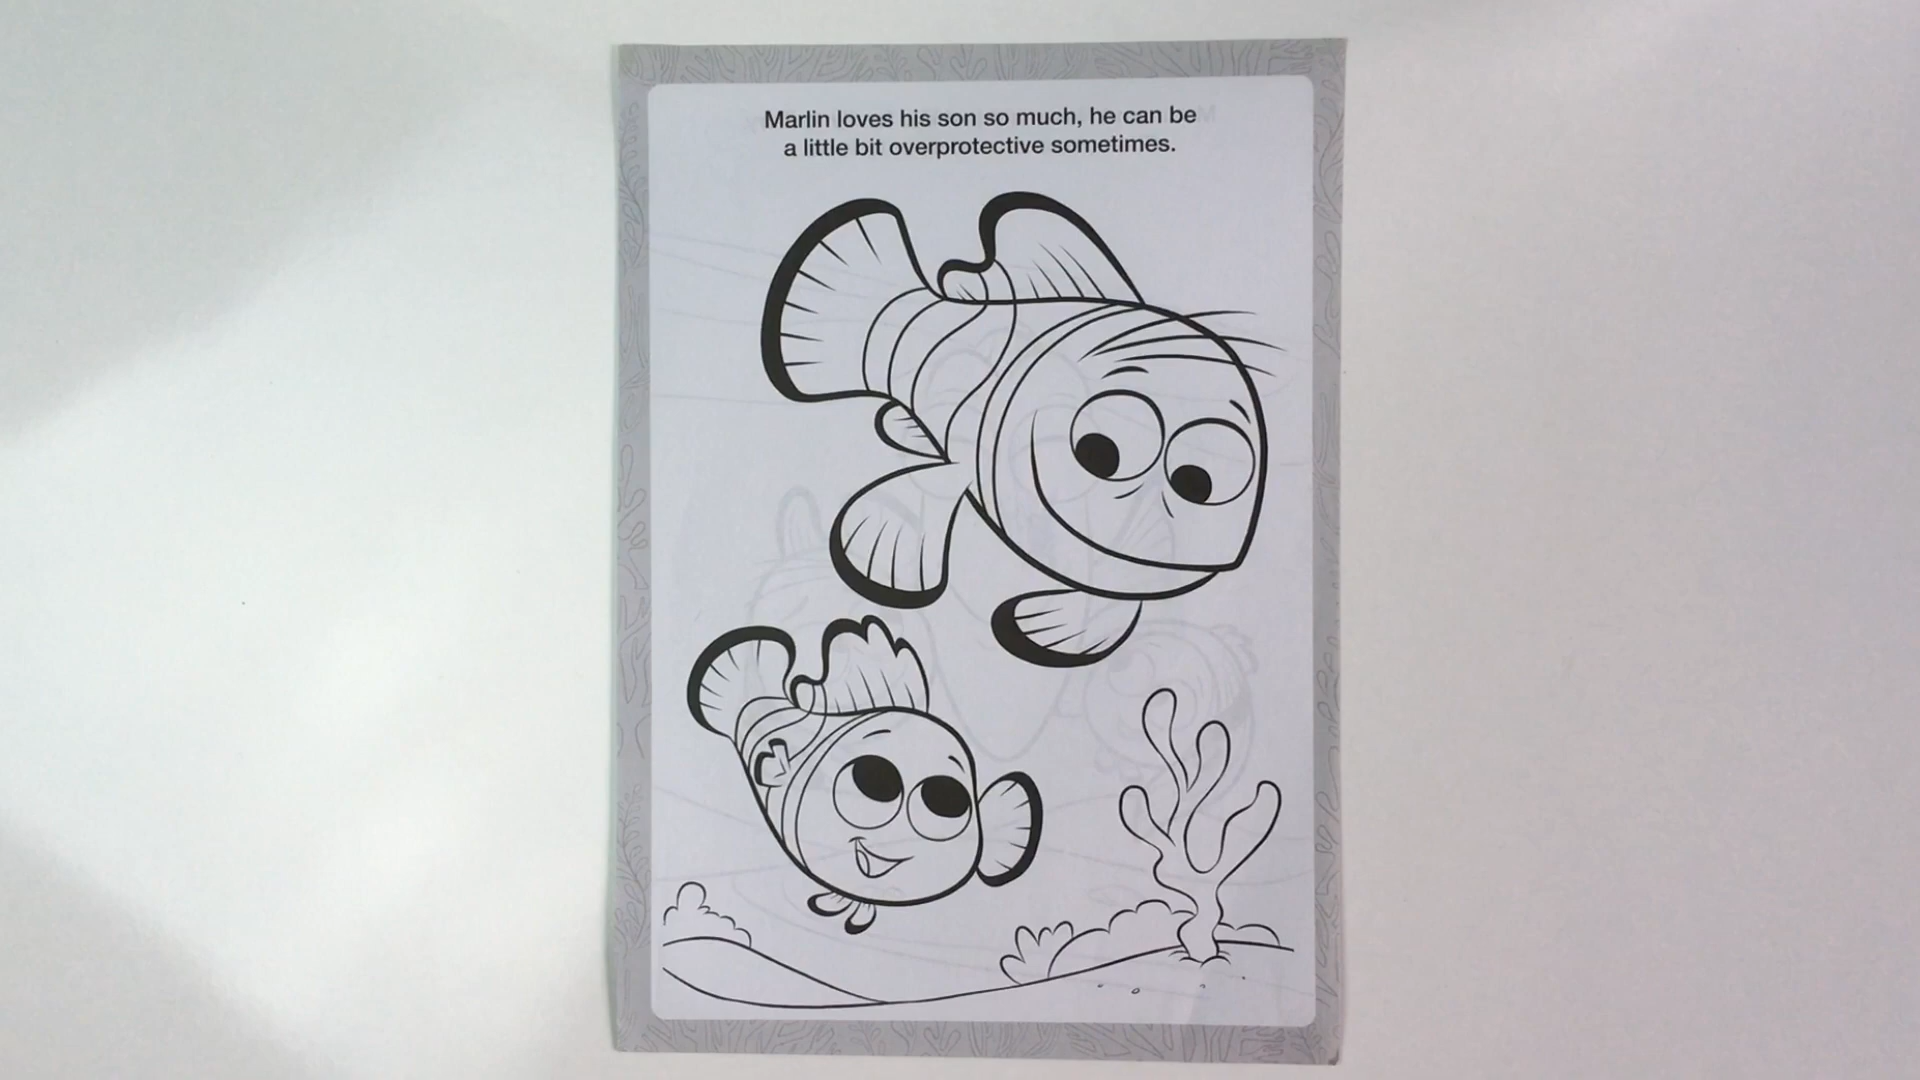 Marlin loves his son so much, he can be
a little bit overprotective sometimes.